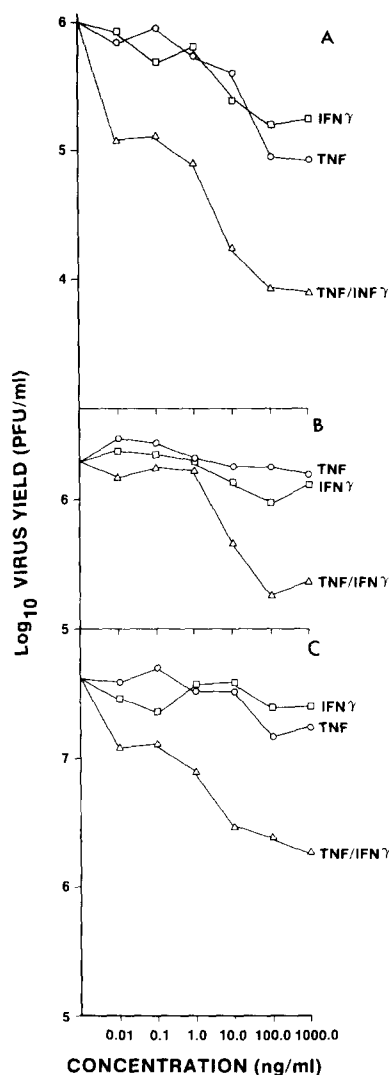 A
6
IFNγ
5
TNF
4
TNF/INFγ
B
TNF
6
IFNγ
TNF/IFNγ
5
C
IFNγ
TNF
7
TNF/IFNγ
6
5
Log10 VIRUS YIELD (PFU/ml)
0.01 0.1 1.0 10.0 100.0 1000.0
CONCENTRATION (ng/ml)